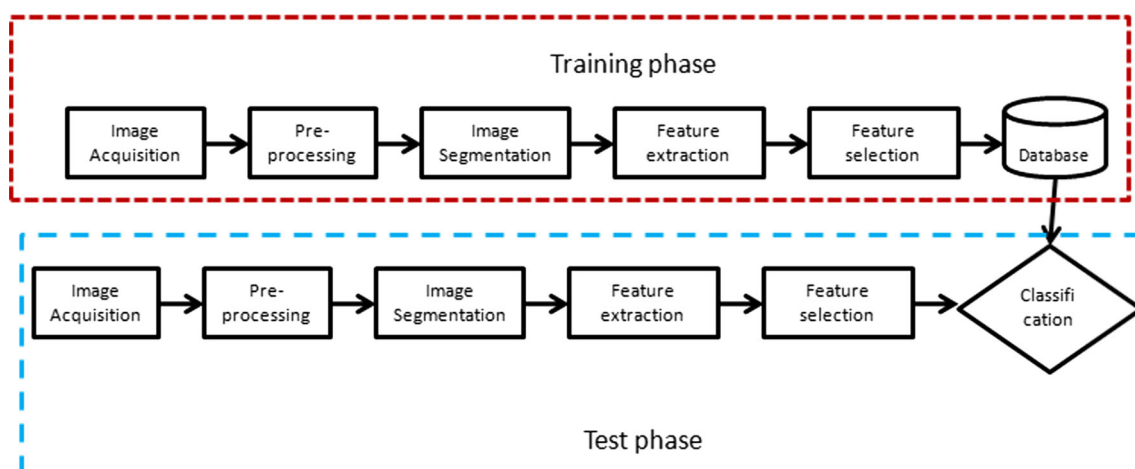 Training phase
Image
Acquisition
Pre-
processing
Image
Segmentation
Feature
extraction
Feature
selection
Database
Image
Acquisition
Pre-
processing
Image
Segmentation
Feature
extraction
Feature
selection
Classifi
cation
Test phase